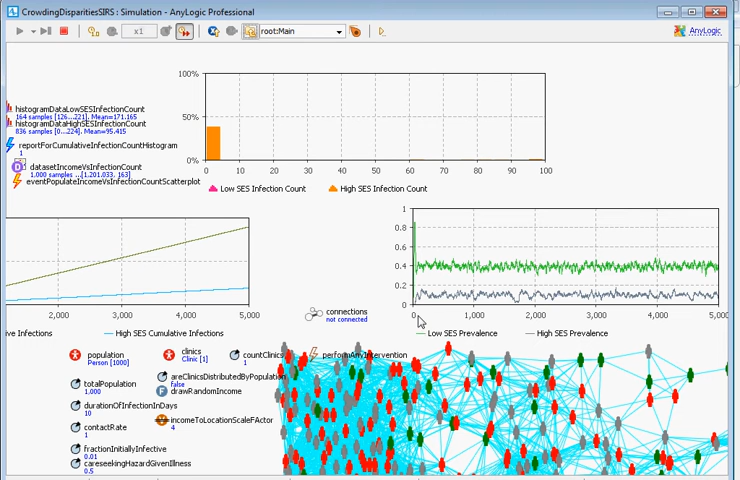 CrowdingDisparitiesSIRS : Simulation - AnyLogic Professional
x1
root:Main
AnyLogic
100%
50%
0
0 10 20 30 40 50 60 70 80 90 100
Low SES Infection Count
High SES Infection Count
histogramDataLowSESInfectionCount
164 samples [126...221]. Mean=171.165
histogramDataHighSESInfectionCount
836 samples [0...224]. Mean=95.415
reportForCumulativeInfectionCountHistogram
1
datasetIncomeVsInfectionCount
1,000 samples ...[1.201.033, 163]
eventPopulateIncomeVsInfectionCountScatterplot
2,000 3,000 4,000 5,000
ive Infections
High SES Cumulative Infections
connections
not connected
1
0.8
0.6
0.4
0.2
0
0 1,000 2,000 3,000 4,000 5,000
Low SES Prevalence
High SES Prevalence
population
Person [1000]
clinics
Clinic [1]
countClinics
1
performAnyIntervention
totalPopulation
1,000
areClinicsDistributedByPopulation
false
drawRandomIncome
durationOfInfectionInDays
10
incomeToLocationScaleFActor
4
contactRate
1
fractionInitiallyInfective
0.01
careseekingHazardGivenIllness
0.5